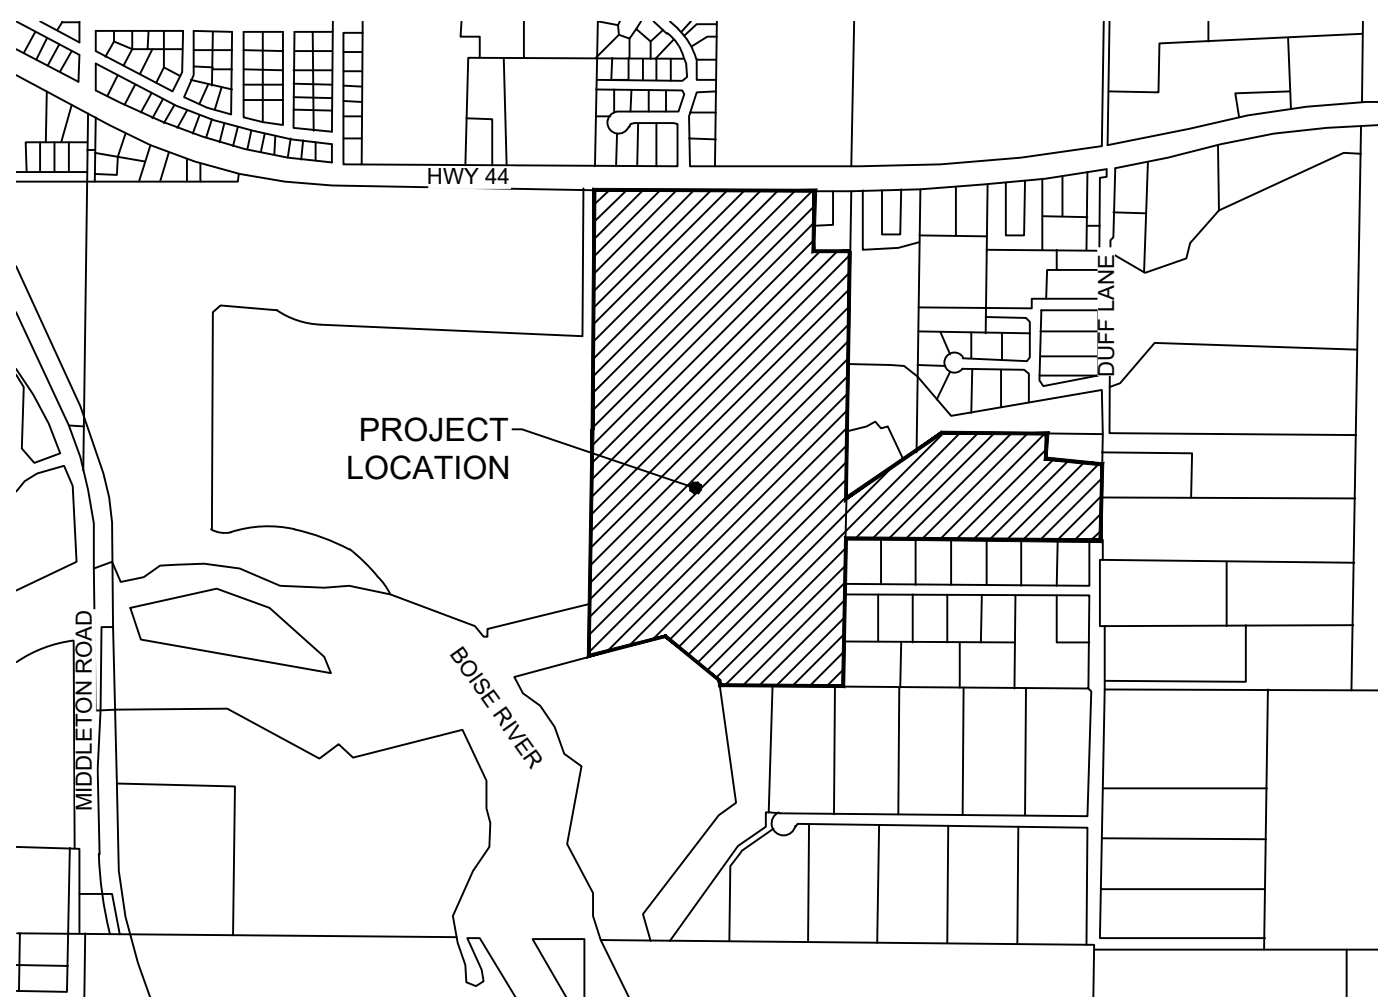 HWY 44
DUFF LANE
PROJECT
LOCATION
MIDDLETON ROAD
BOISE RIVER